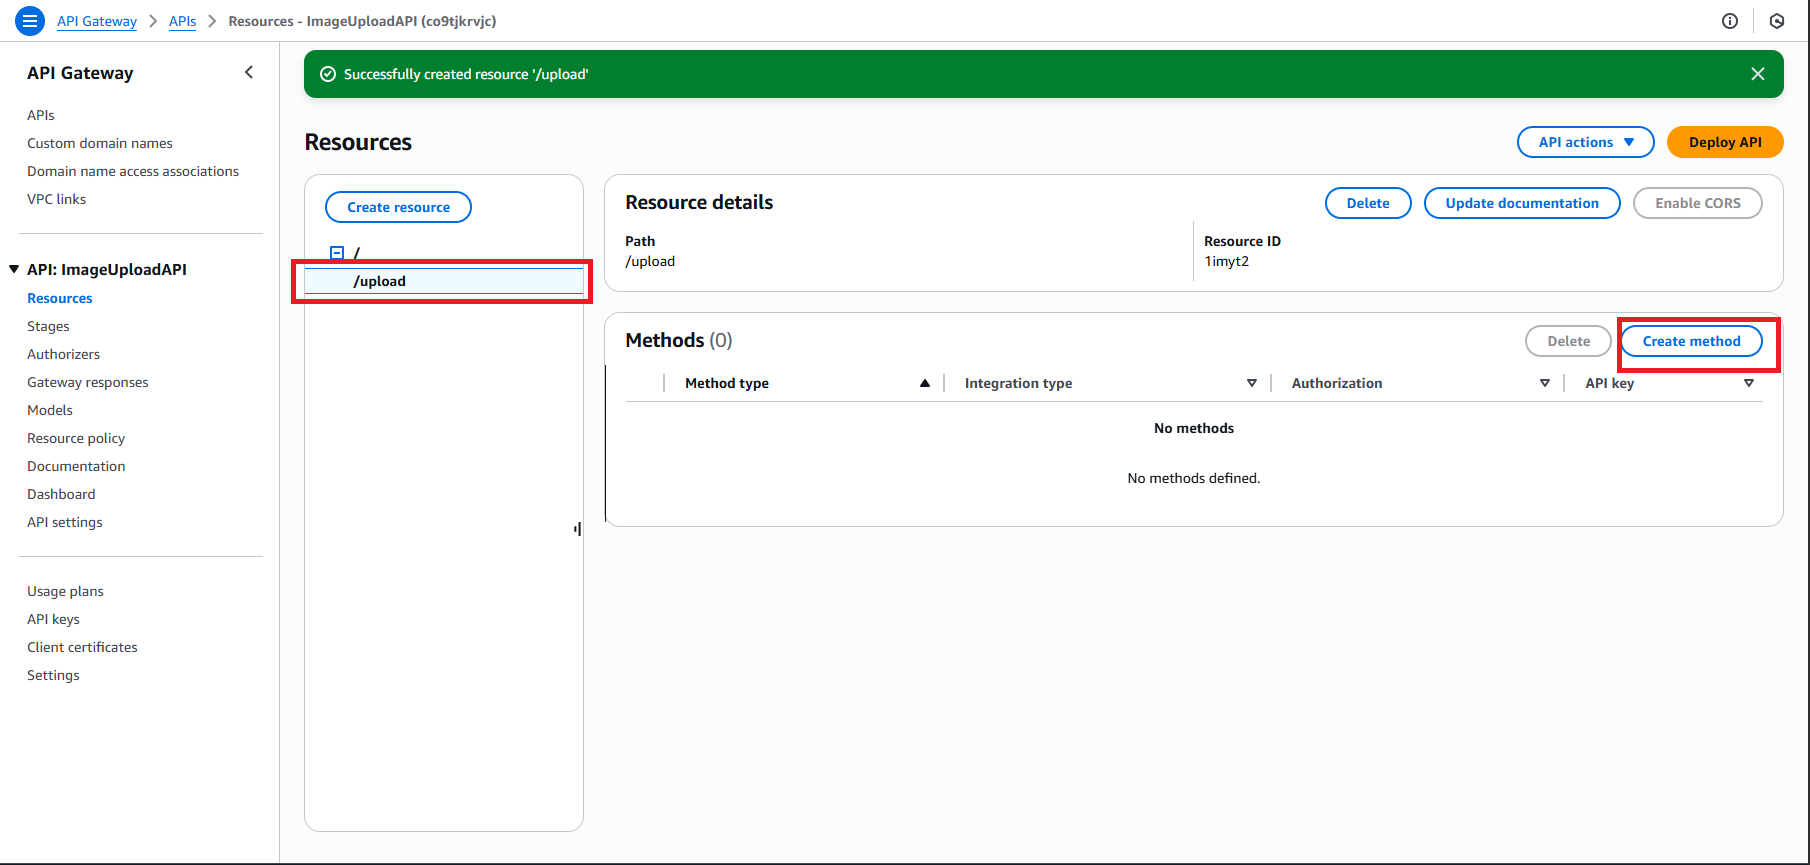 API Gateway > APIs > Resources - ImageUploadAPI (co9tjkrvjc)
API Gateway
APIs
Custom domain names
Domain name access associations
VPC links
API: ImageUploadAPI
Resources
Stages
Authorizers
Gateway responses
Models
Resource policy
Documentation
Dashboard
API settings
Usage plans
API keys
Client certificates
Settings
Successfully created resource '/upload'
Resources
API actions
Deploy API
Create resource
/
/upload
Resource details
Delete
Update documentation
Enable CORS
Path
/upload
Resource ID
1imyt2
Methods (0)
Delete
Create method
Method type
Integration type
Authorization
API key
No methods
No methods defined.